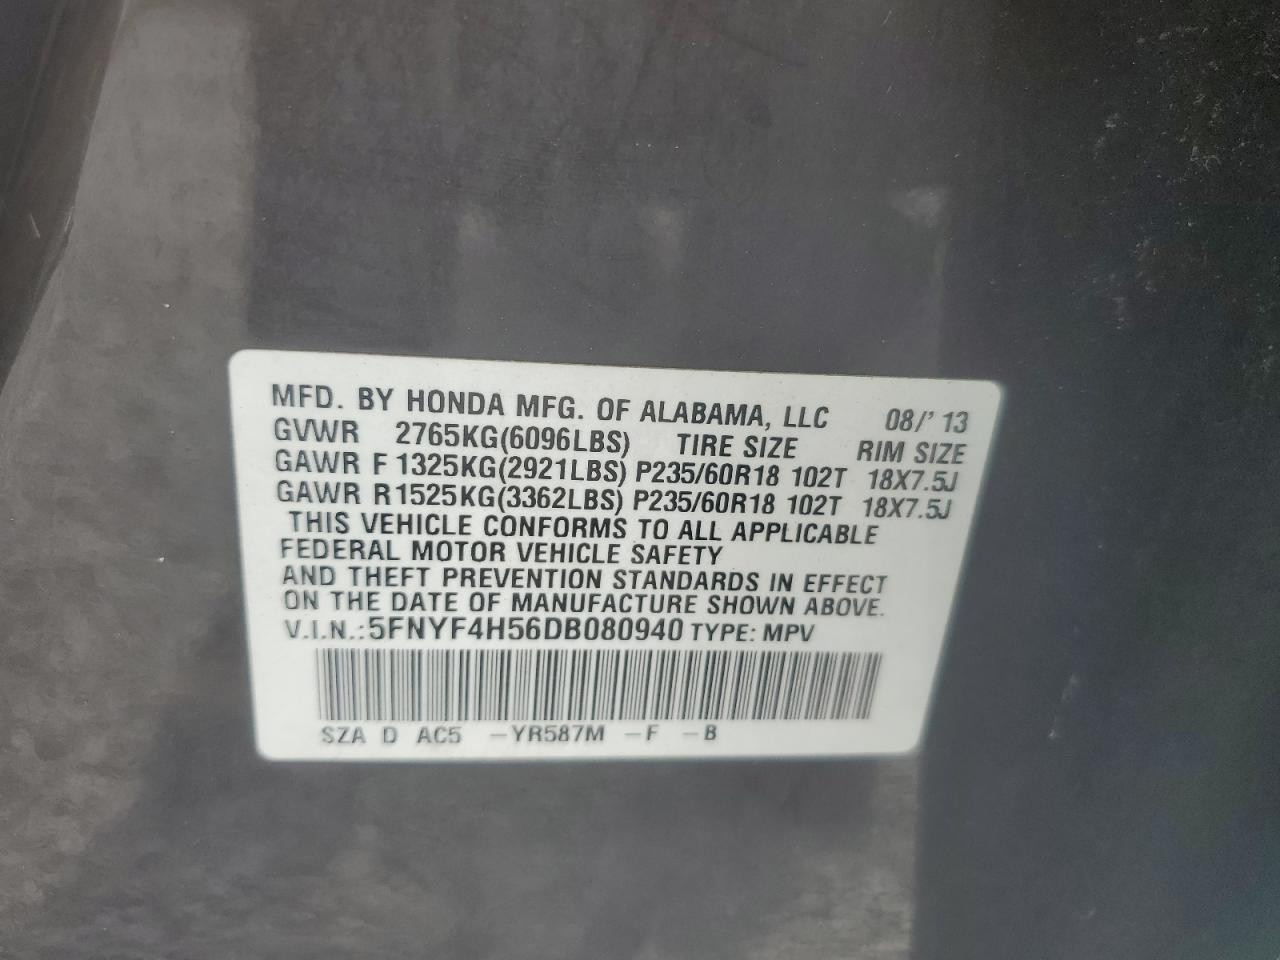 MFD. BY HONDA MFG. OF ALABAMA, LLC 08/' 13
GVWR 2765KG(6096LBS) TIRE SIZE RIM SIZE
GAWR F 1325KG(2921LBS) P235/60R18 102T 18X7.5J
GAWR R1525KG(3362LBS) P235/60R18 102T 18X7.5J
THIS VEHICLE CONFORMS TO ALL APPLICABLE
FEDERAL MOTOR VEHICLE SAFETY
AND THEFT PREVENTION STANDARDS IN EFFECT
ON THE DATE OF MANUFACTURE SHOWN ABOVE.
V.I.N.:5FNYF4H56DB080940 TYPE: MPV
SZA D AC5 –YR587M –F –B